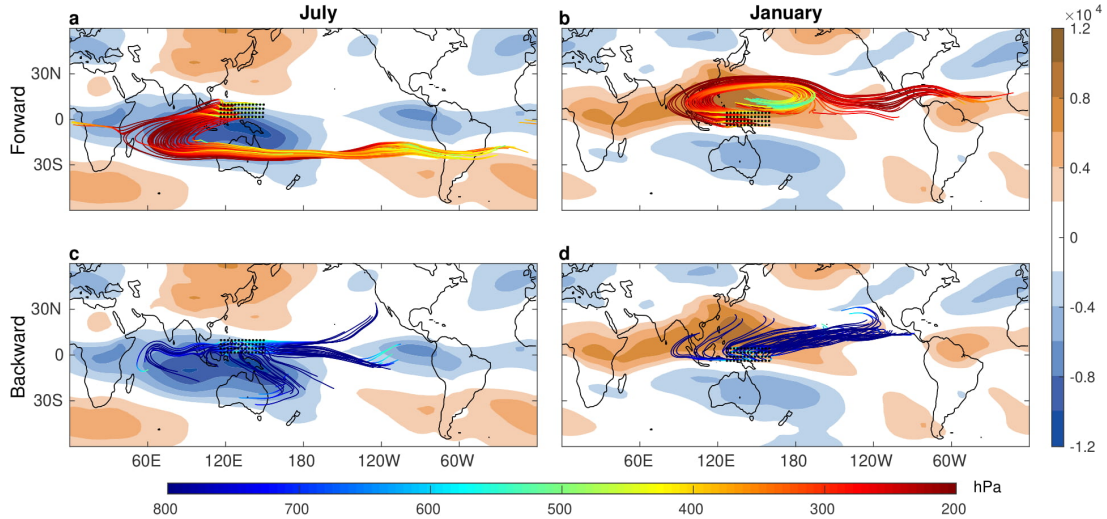 July
January
×10⁴
a
b
1.2
0.8
0.4
0
-0.4
-0.8
-1.2
Forward
30N
0
30S
c
d
Backward
30N
0
30S
60E
120E
180
120W
60W
60E
120E
180
120W
60W
hPa
800
700
600
500
400
300
200